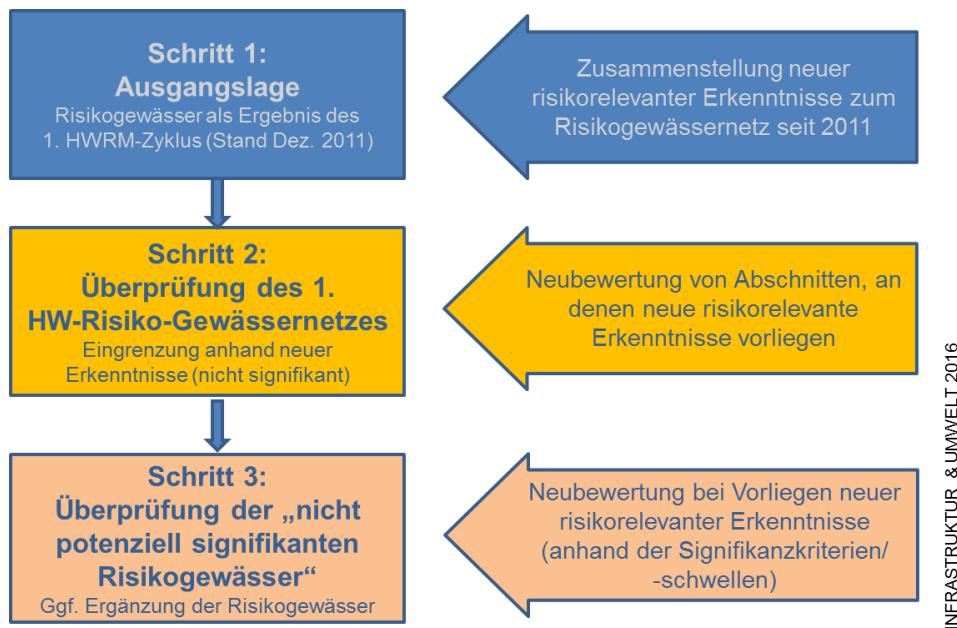 Schritt 1:
Ausgangslage
Risikogewässer als Ergebnis des
1. HWRM-Zyklus (Stand Dez. 2011)
Zusammenstellung neuer
risikorelevanter Erkenntnisse zum
Risikogewässernetz seit 2011
Schritt 2:
Überprüfung des 1.
HW-Risiko-Gewässernetzes
Eingrenzung anhand neuer
Erkenntnisse (nicht signifikant)
Neubewertung von Abschnitten, an
denen neue risikorelevante
Erkenntnisse vorliegen
Schritt 3:
Überprüfung der „nicht
potenziell signifikanten
Risikogewässer“
Ggf. Ergänzung der Risikogewässer
Neubewertung bei Vorliegen neuer
risikorelevanter Erkenntnisse
(anhand der Signifikanzkriterien/
-schwellen)
INFRASTRUKTUR & UMWELT 2016